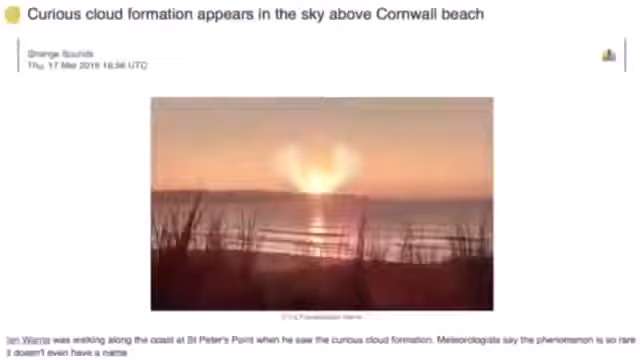 Curious cloud formation appears in the sky above Cornwall beach
Strange Sounds
Thu, 17 Mar 2016 16:56 UTC
Ian Warne was walking along the coast at St Peter's Point when he saw the curious cloud formation. Meteorologists say the phenomenon is so rare
it doesn't even have a name